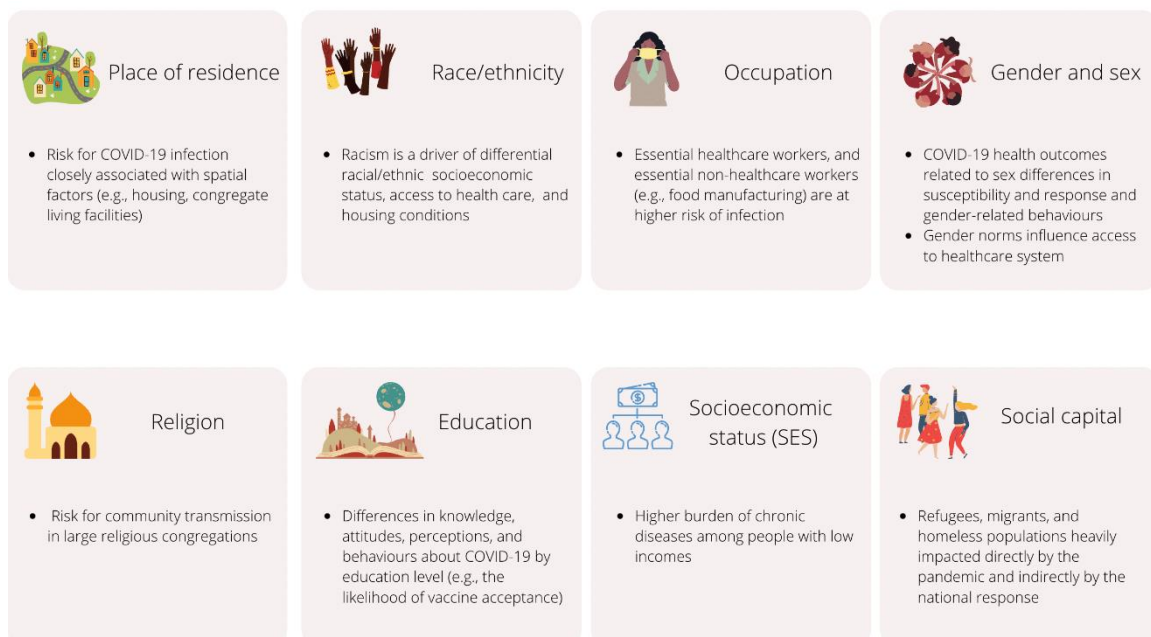 Place of residence
• Risk for COVID-19 infection
closely associated with spatial
factors (e.g., housing, congregate
living facilities)
Race/ethnicity
• Racism is a driver of differential
racial/ethnic socioeconomic
status, access to health care, and
housing conditions
Occupation
• Essential healthcare workers, and
essential non-healthcare workers
(e.g., food manufacturing) are at
higher risk of infection
Gender and sex
• COVID-19 health outcomes
related to sex differences in
susceptibility and response and
gender-related behaviours
• Gender norms influence access
to healthcare system
Religion
• Risk for community transmission
in large religious congregations
Education
• Differences in knowledge,
attitudes, perceptions, and
behaviours about COVID-19 by
education level (e.g., the
likelihood of vaccine acceptance)
$
Socioeconomic
status (SES)
• Higher burden of chronic
diseases among people with low
incomes
Social capital
• Refugees, migrants, and
homeless populations heavily
impacted directly by the
pandemic and indirectly by the
national response